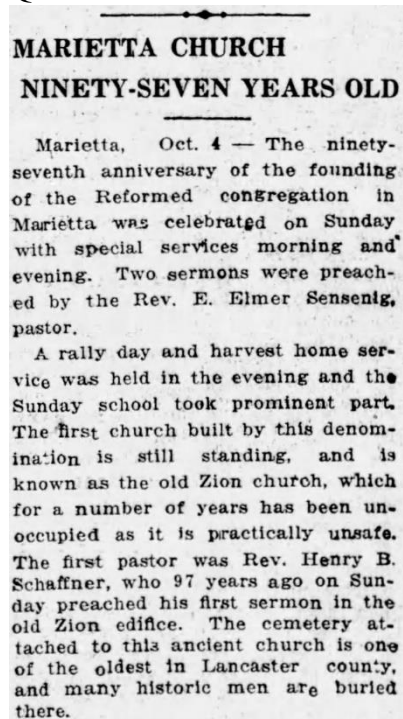 MARIETTA CHURCH
NINETY-SEVEN YEARS OLD
Marietta, Oct. 4 — The ninety-
seventh anniversary of the founding
of the Reformed congregation in
Marietta was celebrated on Sunday
with special services morning and
evening. Two sermons were preach-
ed by the Rev. E. Elmer Sensenig,
pastor.
A rally day and harvest home ser-
vice was held in the evening and the
Sunday school took prominent part.
The first church built by this denom-
ination is still standing, and is
known as the old Zion church, which
for a number of years has been un-
occupied as it is practically unsafe.
The first pastor was Rev. Henry B.
Schaffner, who 97 years ago on Sun-
day preached his first sermon in the
old Zion edifice. The cemetery at-
tached to this ancient church is one
of the oldest in Lancaster county,
and many historic men are buried
there.